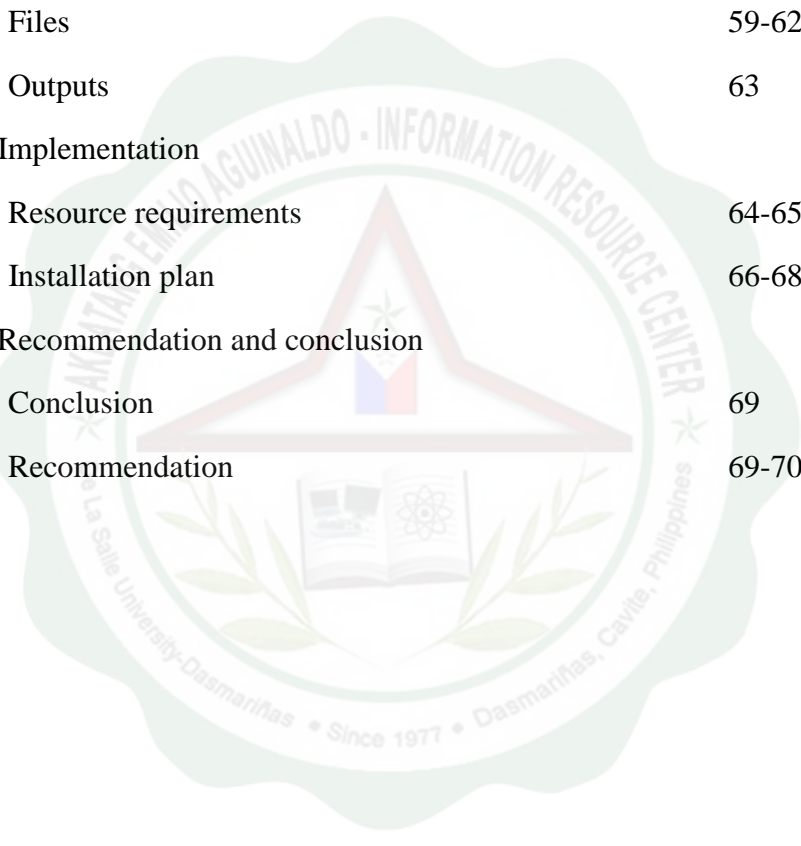 Files 59-62
Outputs 63
Implementation
Resource requirements 64-65
Installation plan 66-68
Recommendation and conclusion
Conclusion 69
Recommendation 69-70
AKLATANG EMILIO AGUINALDO - INFORMATION RESOURCE CENTER
De La Salle University-Dasmariñas • Since 1977 • Dasmariñas, Cavite, Philippines